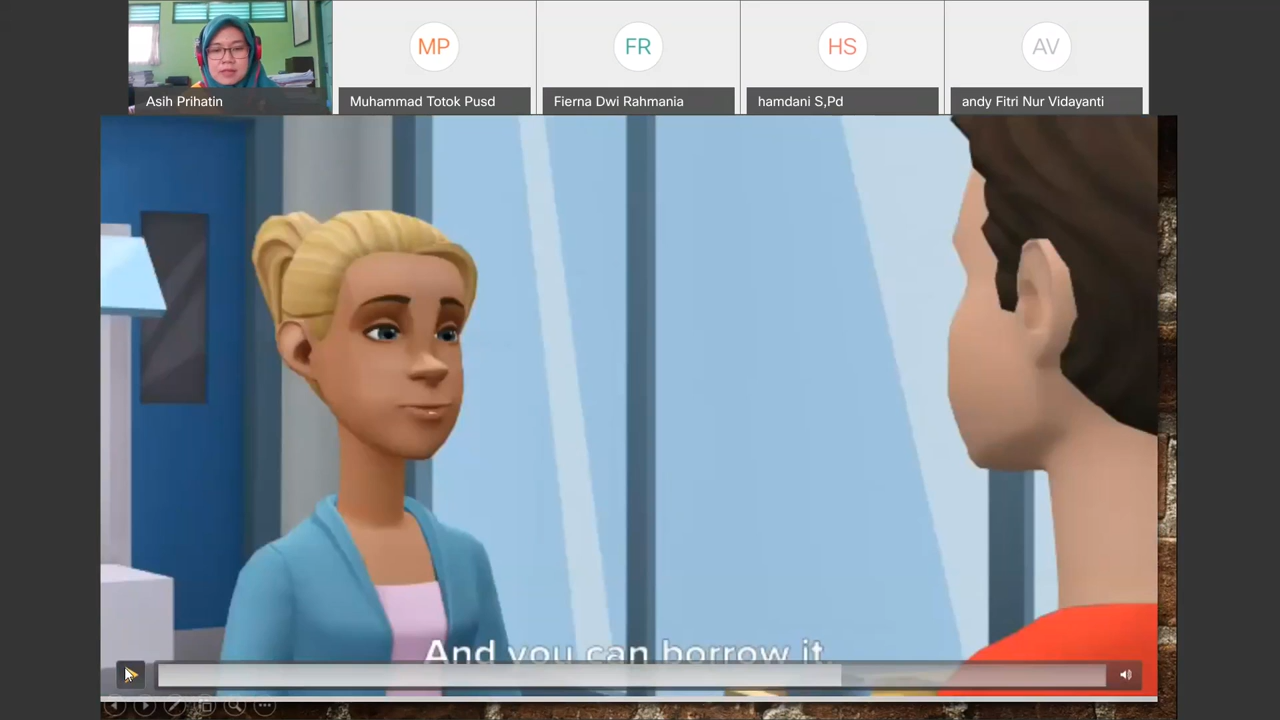 MP
FR
HS
AV
Asih Prihatin
Muhammad Totok Pusd
Fierna Dwi Rahmania
hamdani S,Pd
andy Fitri Nur Vidayanti
And you can borrow it.